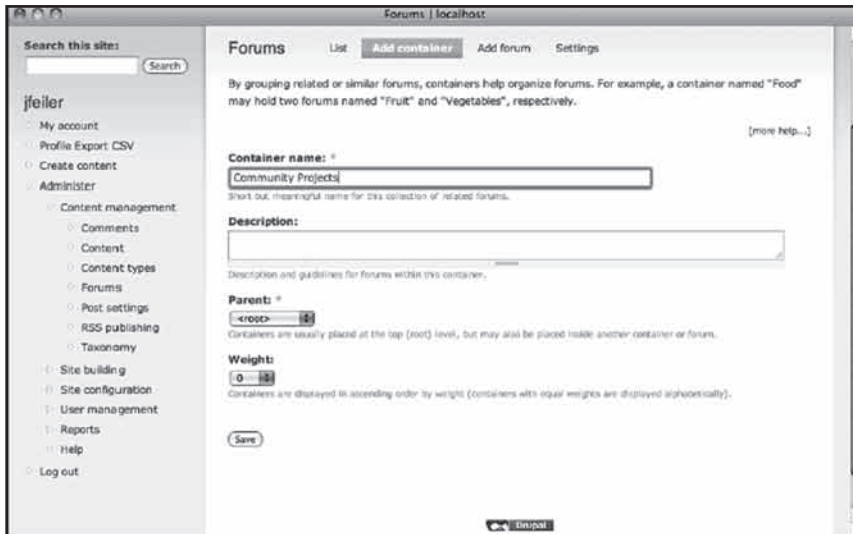 Forums | localhost
Search this site:
Search
jfeiler
My account
Profile Export CSV
Create content
Administer
Content management
Comments
Content
Content types
Forums
Post settings
RSS publishing
Taxonomy
Site building
Site configuration
User management
Reports
Help
Log out
Forums List Add container Add forum Settings
By grouping related or similar forums, containers help organize forums. For example, a container named "Food"
may hold two forums named "Fruit" and "Vegetables", respectively.
[more help...]
Container name: *
Community Projects
Short but meaningful name for this collection of related forums.
Description:
Description and guidelines for forums within this container.
Parent: *
<root>
Containers are usually placed at the top (root) level, but may also be placed inside another container or forum.
Weight:
0
Containers are displayed in ascending order by weight (containers with equal weights are displayed alphabetically).
Save
Drupal